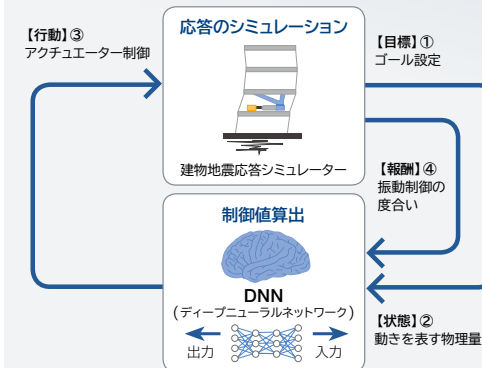 【行動】③
アクチュエーター制御
応答のシミュレーション
建物地震応答シミュレーター
【目標】①
ゴール設定
【報酬】④
振動制御の
度合い
制御値算出
DNN
(ディープニューラルネットワーク)
出力
入力
【状態】②
動きを表す物理量